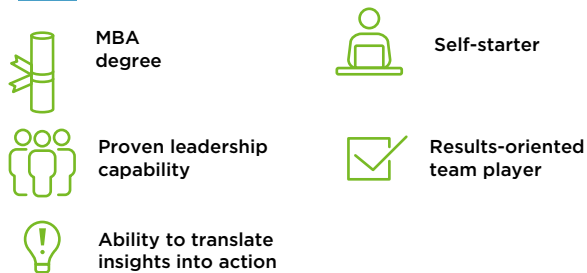 MBA
degree
Self-starter
Proven leadership
capability
Results-oriented
team player
Ability to translate
insights into action